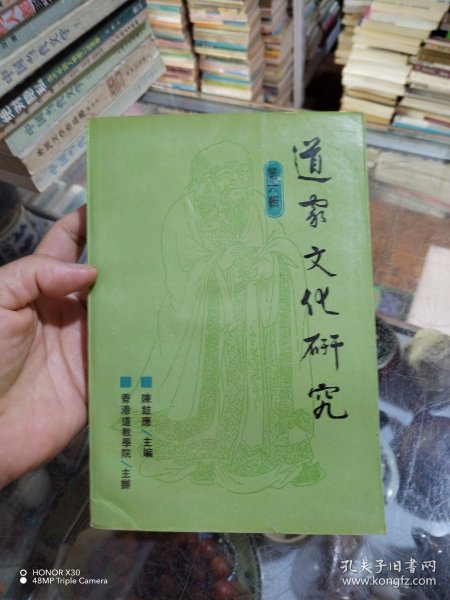 道家文化研究
第六輯
陳鼓應/主編
香港道教學院/主辦
HONOR X30
48MP Triple Camera
孔夫子旧书网
www.kongfz.com